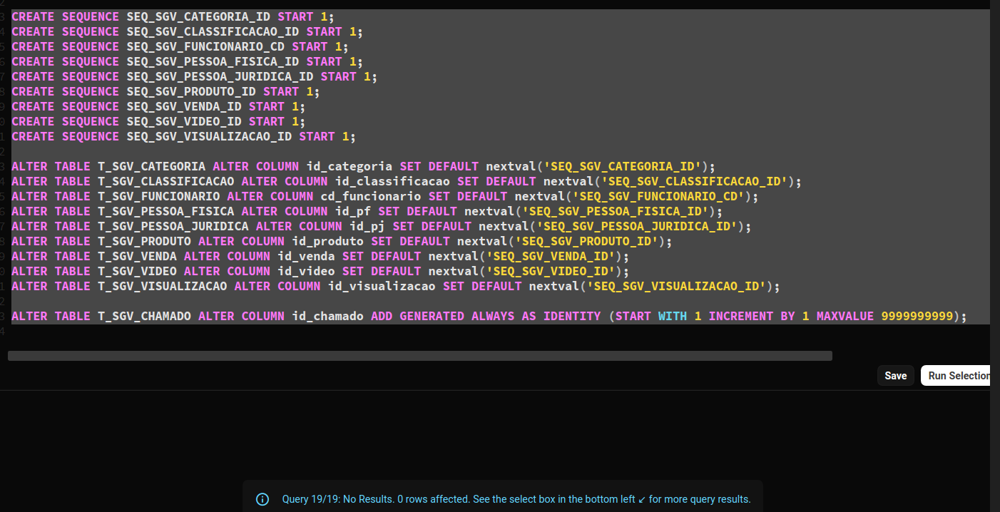 CREATE SEQUENCE SEQ_SGV_CATEGORIA_ID START 1;
CREATE SEQUENCE SEQ_SGV_CLASSIFICACAO_ID START 1;
CREATE SEQUENCE SEQ_SGV_FUNCIONARIO_CD START 1;
CREATE SEQUENCE SEQ_SGV_PESSOA_FISICA_ID START 1;
CREATE SEQUENCE SEQ_SGV_PESSOA_JURIDICA_ID START 1;
CREATE SEQUENCE SEQ_SGV_PRODUTO_ID START 1;
CREATE SEQUENCE SEQ_SGV_VENDA_ID START 1;
CREATE SEQUENCE SEQ_SGV_VIDEO_ID START 1;
CREATE SEQUENCE SEQ_SGV_VISUALIZACAO_ID START 1;
ALTER TABLE T_SGV_CATEGORIA ALTER COLUMN id_categoria SET DEFAULT nextval('SEQ_SGV_CATEGORIA_ID');
ALTER TABLE T_SGV_CLASSIFICACAO ALTER COLUMN id_classificacao SET DEFAULT nextval('SEQ_SGV_CLASSIFICACAO_ID');
ALTER TABLE T_SGV_FUNCIONARIO ALTER COLUMN cd_funcionario SET DEFAULT nextval('SEQ_SGV_FUNCIONARIO_CD');
ALTER TABLE T_SGV_PESSOA_FISICA ALTER COLUMN id_pf SET DEFAULT nextval('SEQ_SGV_PESSOA_FISICA_ID');
ALTER TABLE T_SGV_PESSOA_JURIDICA ALTER COLUMN id_pj SET DEFAULT nextval('SEQ_SGV_PESSOA_JURIDICA_ID');
ALTER TABLE T_SGV_PRODUTO ALTER COLUMN id_produto SET DEFAULT nextval('SEQ_SGV_PRODUTO_ID');
ALTER TABLE T_SGV_VENDA ALTER COLUMN id_venda SET DEFAULT nextval('SEQ_SGV_VENDA_ID');
ALTER TABLE T_SGV_VIDEO ALTER COLUMN id_video SET DEFAULT nextval('SEQ_SGV_VIDEO_ID');
ALTER TABLE T_SGV_VISUALIZACAO ALTER COLUMN id_visualizacao SET DEFAULT nextval('SEQ_SGV_VISUALIZACAO_ID');
ALTER TABLE T_SGV_CHAMADO ALTER COLUMN id_chamado ADD GENERATED ALWAYS AS IDENTITY (START WITH 1 INCREMENT BY 1 MAXVALUE 9999999999);
Save Run Selection
Query 19/19: No Results. 0 rows affected. See the select box in the bottom left ↙ for more query results.